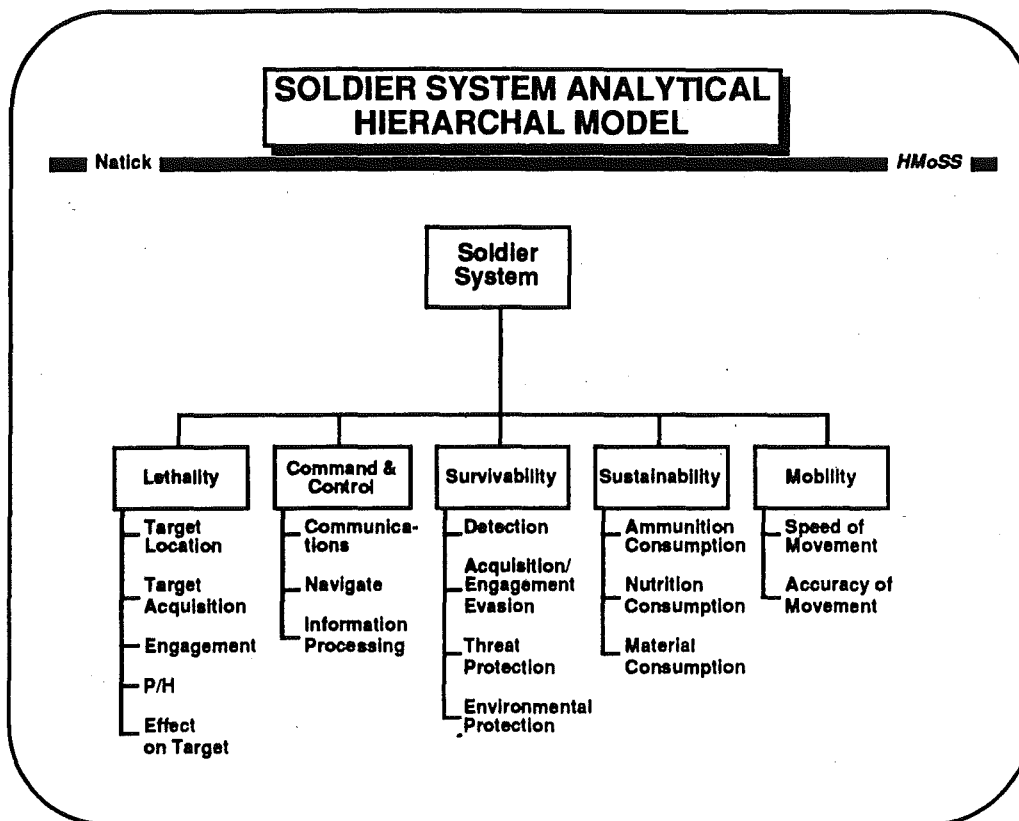 SOLDIER SYSTEM ANALYTICAL
HIERARCHAL MODEL
Natick
HMoSS
Soldier
System
Lethality
Target
Location
Target
Acquisition
Engagement
P/H
Effect
on Target
Command &
Control
Communica-
tions
Navigate
Information
Processing
Survivability
Detection
Acquisition/
Engagement
Evasion
Threat
Protection
Environmental
Protection
Sustainability
Ammunition
Consumption
Nutrition
Consumption
Material
Consumption
Mobility
Speed of
Movement
Accuracy of
Movement